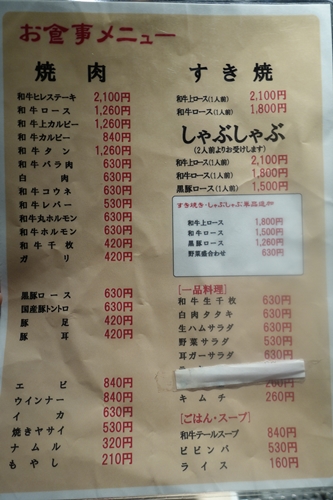 お食事メニュー
焼肉
和牛ヒレステーキ 2,100円
和牛ロース 1,260円
和牛上カルビー 1,260円
和牛カルビー 840円
和牛タン 1,260円
和牛バラ肉 630円
白肉 630円
和牛コウネ 630円
和牛レバー 530円
和牛丸ホルモン 630円
和牛ホルモン 630円
和牛千枚 420円
ガリ 420円
黒豚ロース 630円
国産豚トントロ 630円
豚足 420円
豚耳 420円
エビ 840円
ウインナー 840円
イカ 630円
焼きヤサイ 530円
ナムル 320円
もやし 210円
すき焼
和牛上ロース(1人前) 2,100円
和牛ロース(1人前) 1,800円
しゃぶしゃぶ
(2人前よりお受けします)
和牛上ロース(1人前) 2,100円
和牛ロース(1人前) 1,800円
黒豚ロース(1人前) 1,500円
すき焼き・しゃぶしゃぶ単品追加
和牛上ロース 1,800円
和牛ロース 1,500円
黒豚ロース 1,260円
野菜盛合わせ 630円
[一品料理]
和牛生千枚 630円
白肉タタキ 630円
生ハムサラダ 630円
野菜サラダ 530円
耳ガーサラダ 530円
キムチ 260円
[ごはん・スープ]
和牛テールスープ 840円
ビビンバ 530円
ライス 160円